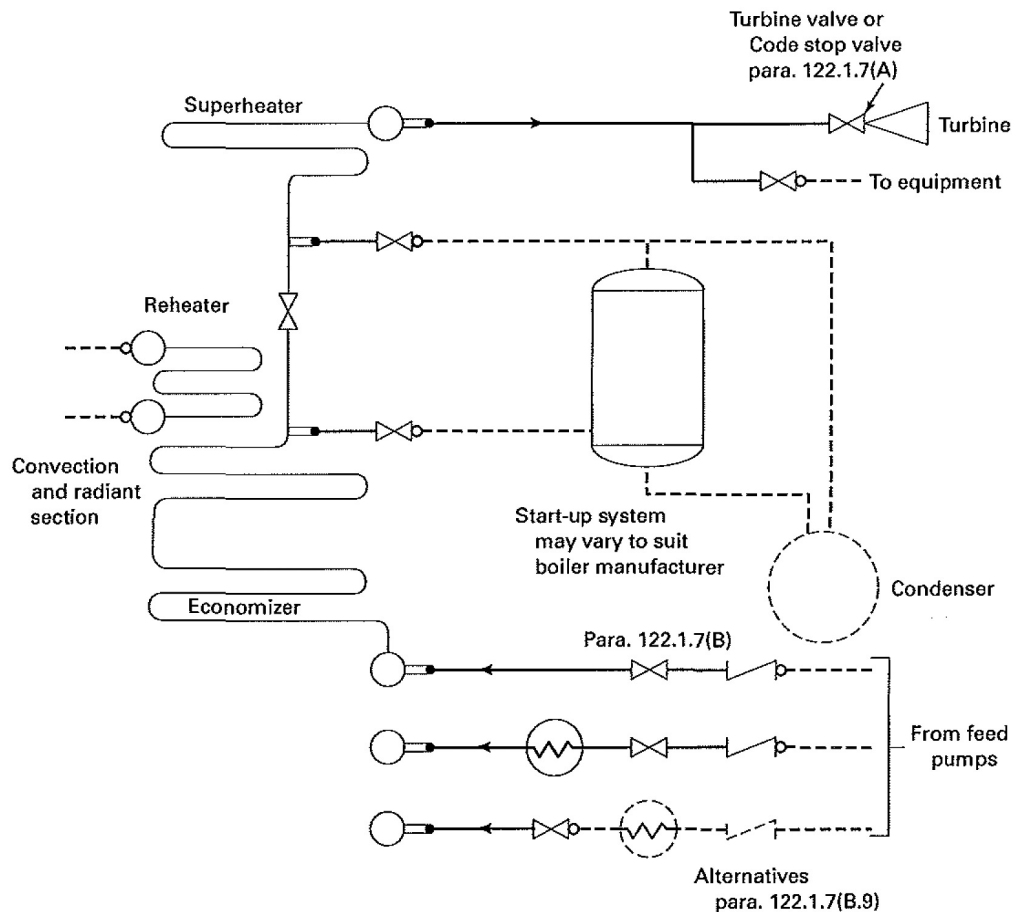 Turbine valve or
Code stop valve
para. 122.1.7(A)
Superheater
Turbine
To equipment
Reheater
Convection
and radiant
section
Start-up system
may vary to suit
boiler manufacturer
Condenser
Economizer
Para. 122.1.7(B)
From feed
pumps
Alternatives
para. 122.1.7(B.9)